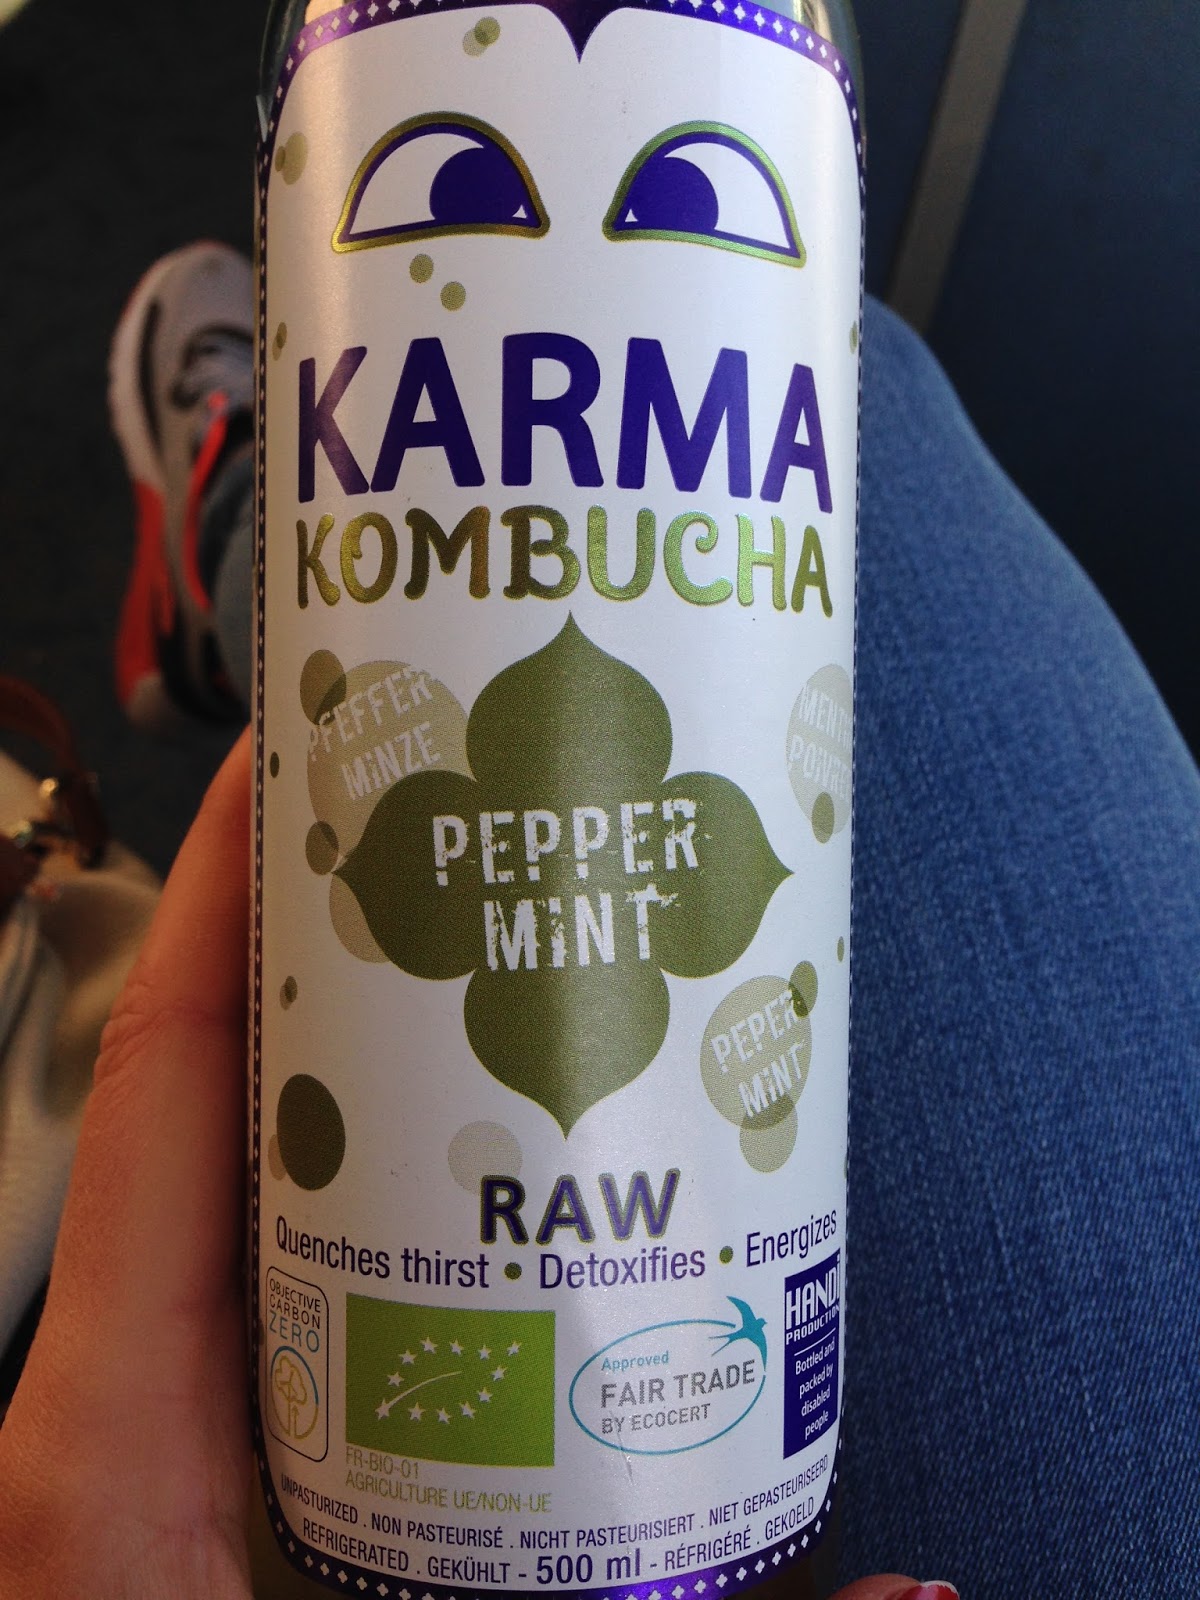 KARMA
KOMBUCHA
PFEFFER
MINZE
MENTHE
POIVRE
PEPPER
MINT
PEPER
MINT
RAW
Quenches thirst • Detoxifies • Energizes
OBJECTIVE
CARBON
ZERO
Approved
FAIR TRADE
BY ECOCERT
HANDI
PRODUCTION
Bottled and
packed by
disabled
people
FR-BIO-01
AGRICULTURE UE/NON-UE
UNPASTURIZED . NON PASTEURISÉ . NICHT PASTEURISIERT . NIET GEPASTEURISEERD
REFRIGERATED . GEKÜHLT - 500 ml - RÉFRIGÉRÉ . GEKOELD